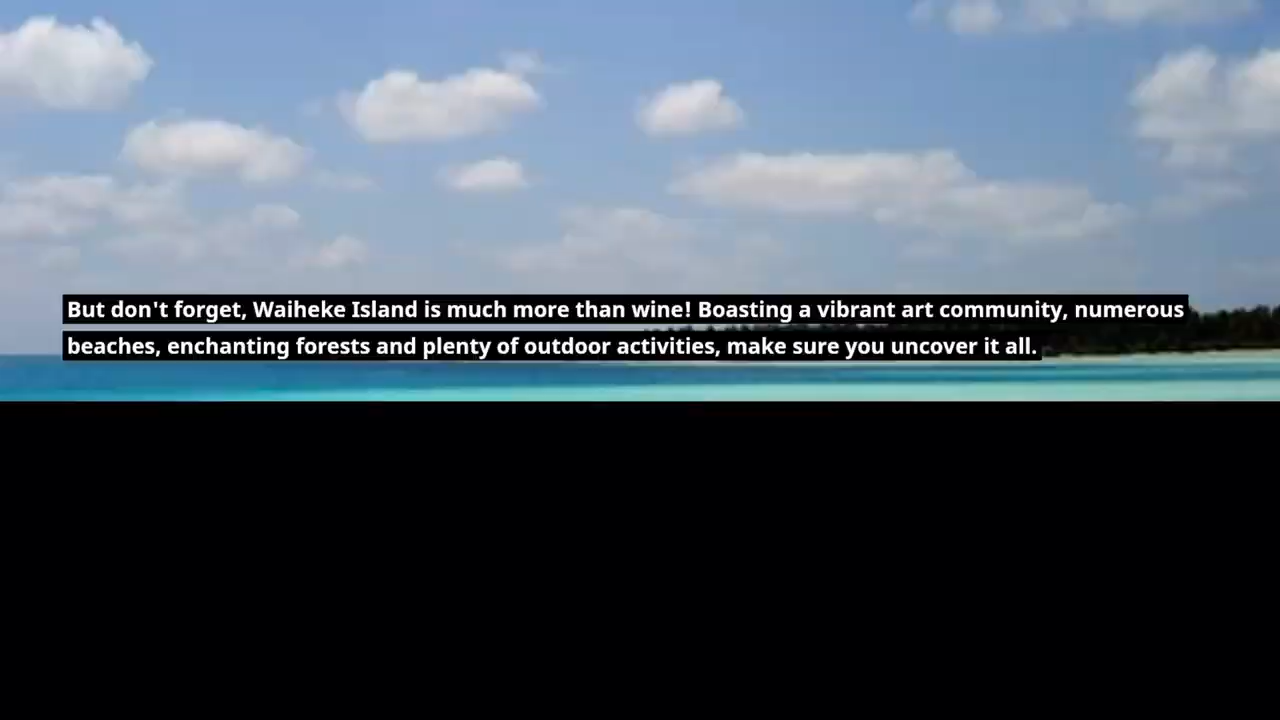 But don't forget, Waiheke Island is much more than wine! Boasting a vibrant art community, numerous
beaches, enchanting forests and plenty of outdoor activities, make sure you uncover it all.